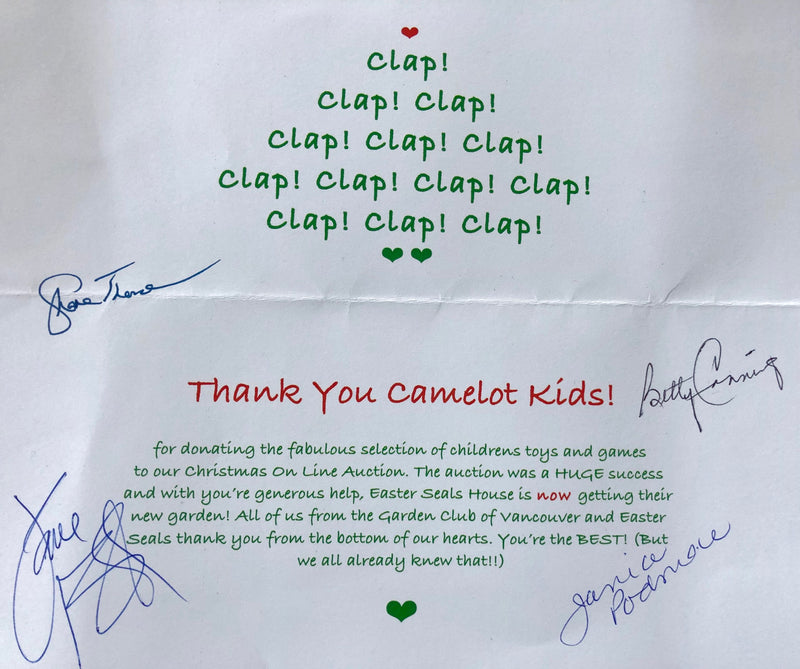 Clap!
Clap! Clap!
Clap! Clap! Clap!
Clap! Clap! Clap! Clap!
Clap! Clap! Clap!
Thank You Camelot Kids!
Betty Canning
for donating the fabulous selection of childrens toys and games
to our Christmas On Line Auction. The auction was a HUGE success
and with you're generous help, Easter Seals House is now getting their
new garden! All of us from the Garden Club of Vancouver and Easter
Seals thank you from the bottom of our hearts. You're the BEST! (But
we all already knew that!!)
Janice
Podmore